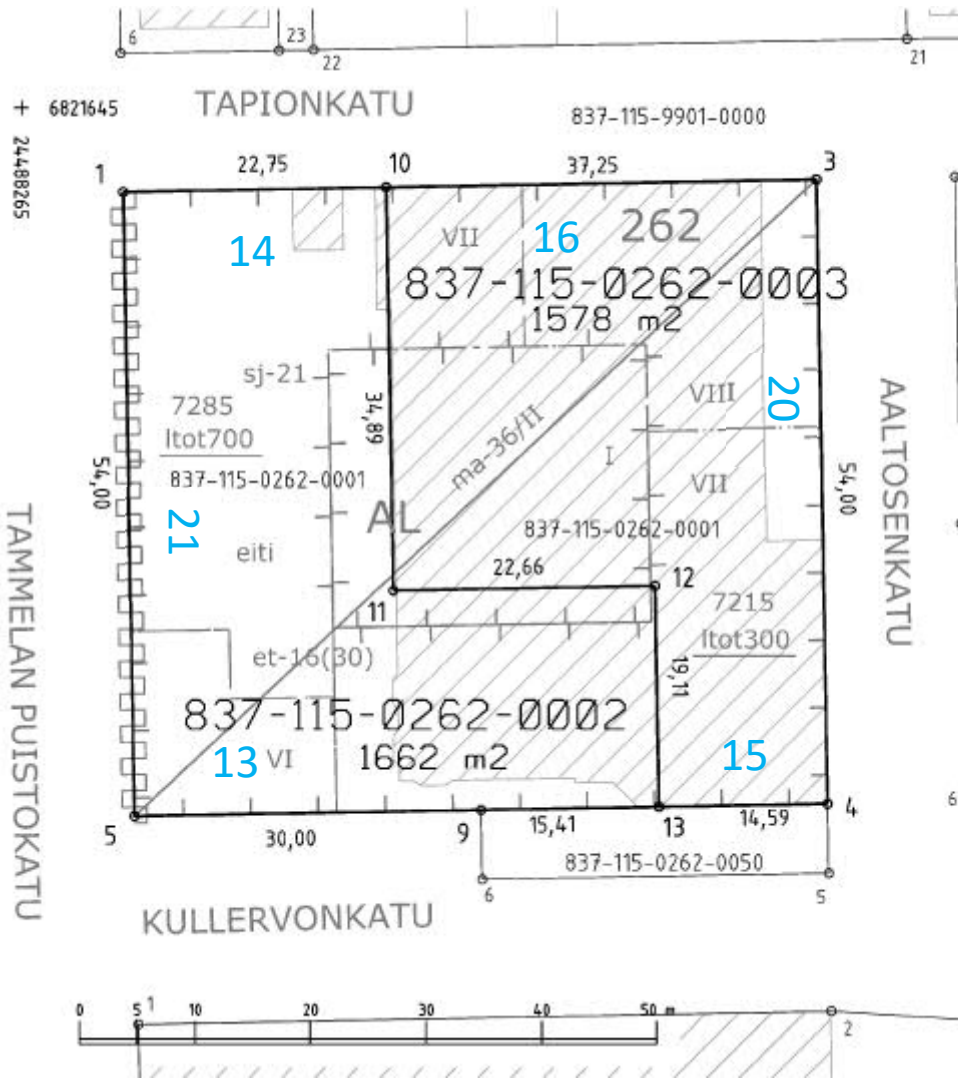 6
23
22
21
TAPIONKATU
837-115-9901-0000
+ 6821645
24488265
1
22,75
10
37,25
3
14
VII
16
262
837-115-0262-0003
1578 m2
sj-21
7285
ltot700
837-115-0262-0001
34,89
ma-36/II
VIII
20
AALTOSENKATU
54,00
I
VII
54,00
AL
837-115-0262-0001
21
eiti
22,66
12
11
7215
ltot300
et-16(30)
19,11
TAMMELAN PUISTOKATU
837-115-0262-0002
13
VI
1662 m2
15
5
30,00
9
15,41
13
14,59
4
837-115-0262-0050
6
5
6
KULLERVONKATU
0 5 10 20 30 40 50 m
1
2